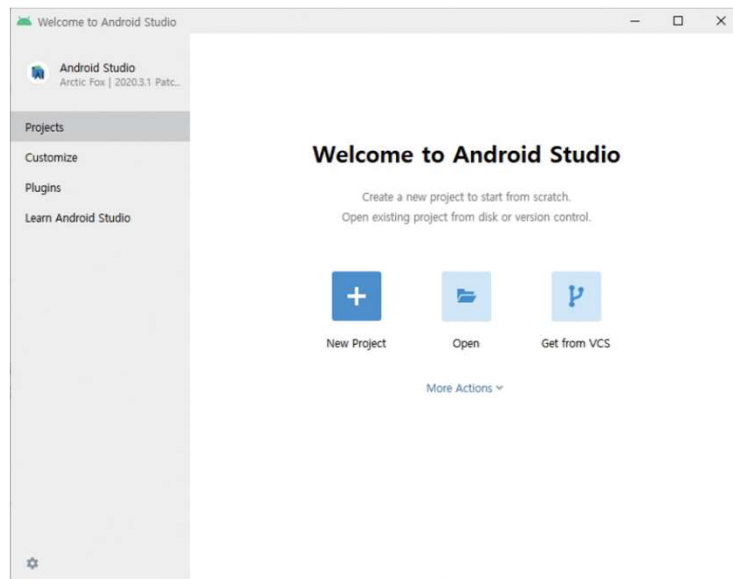 Welcome to Android Studio
Android Studio
Arctic Fox | 2020.3.1 Patc...
Projects
Customize
Plugins
Learn Android Studio
Welcome to Android Studio
Create a new project to start from scratch.
Open existing project from disk or version control.
New Project
Open
Get from VCS
More Actions